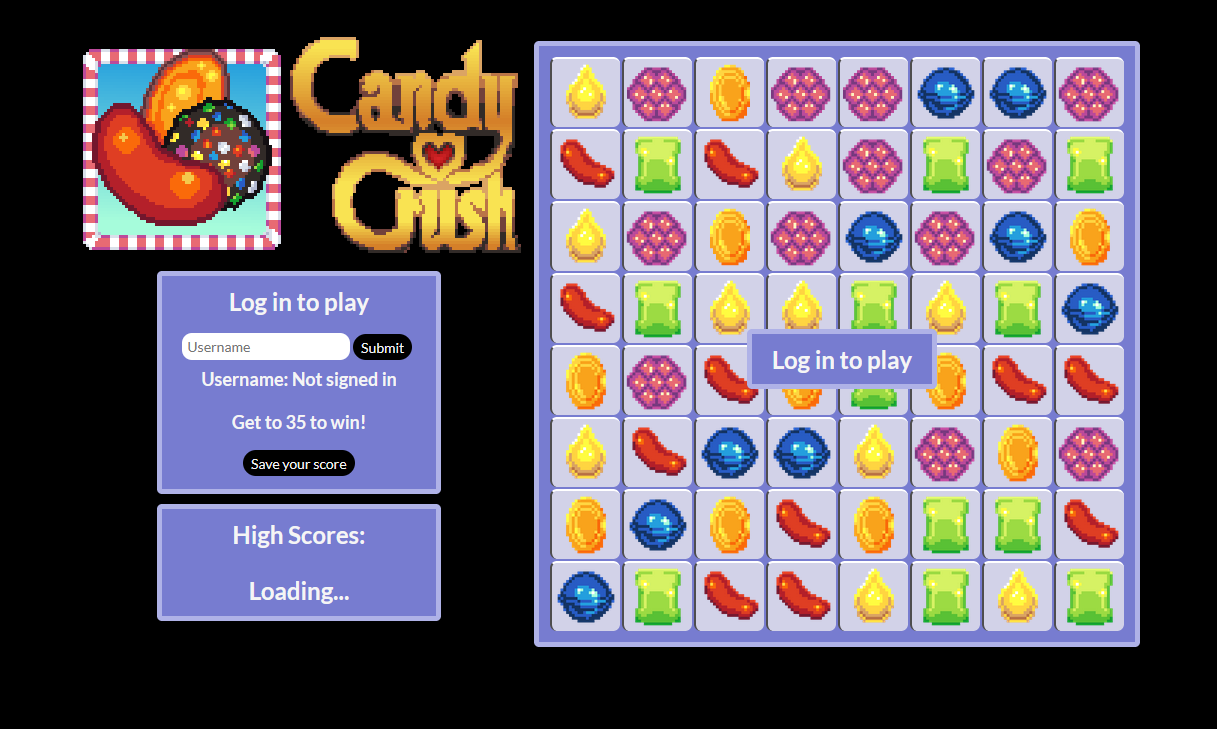 Candy
Crush
Log in to play
Username
Submit
Username: Not signed in
Get to 35 to win!
Save your score
High Scores:
Loading...
Log in to play